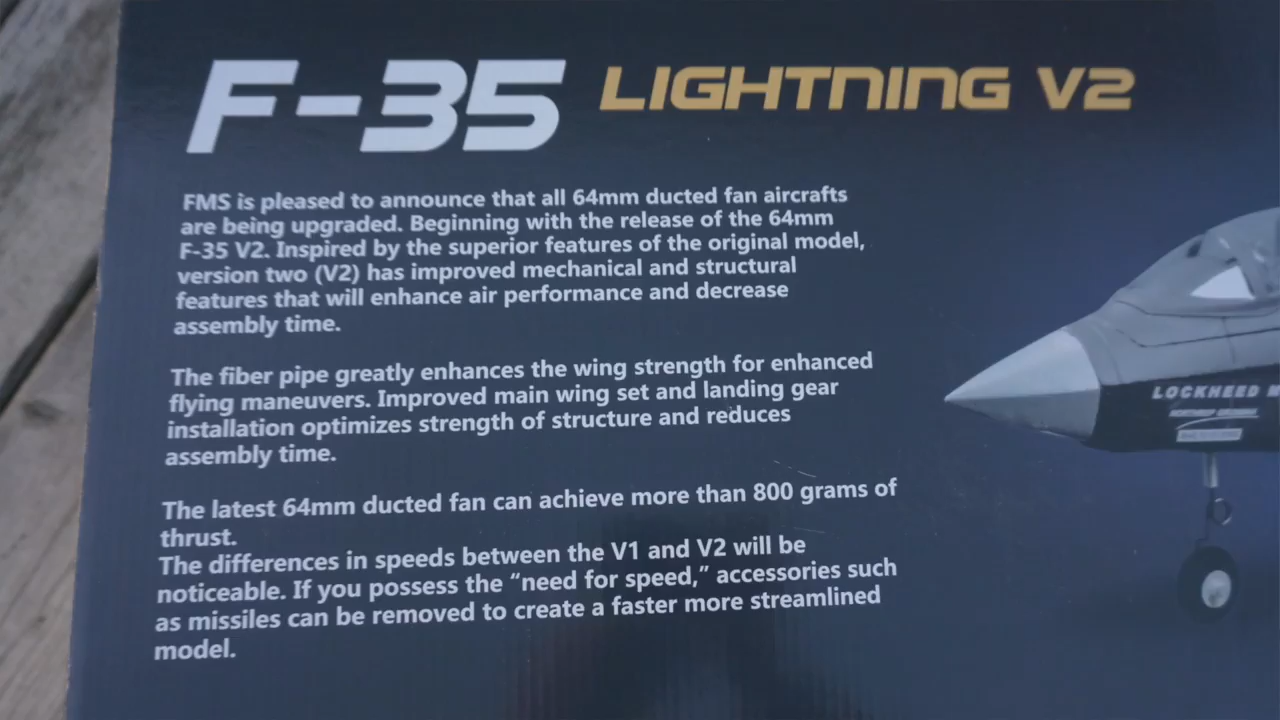 F-35 LIGHTNING V2
FMS is pleased to announce that all 64mm ducted fan aircrafts
are being upgraded. Beginning with the release of the 64mm
F-35 V2. Inspired by the superior features of the original model,
version two (V2) has improved mechanical and structural
features that will enhance air performance and decrease
assembly time.
The fiber pipe greatly enhances the wing strength for enhanced
flying maneuvers. Improved main wing set and landing gear
installation optimizes strength of structure and reduces
assembly time.
The latest 64mm ducted fan can achieve more than 800 grams of
thrust.
The differences in speeds between the V1 and V2 will be
noticeable. If you possess the “need for speed,” accessories such
as missiles can be removed to create a faster more streamlined
model.
LOCKHEED M